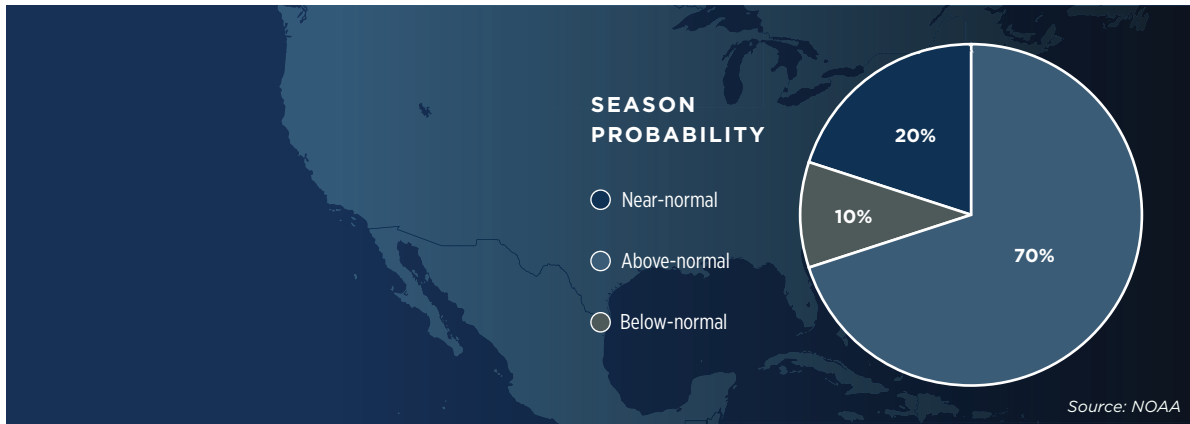 SEASON
PROBABILITY
Near-normal
Above-normal
Below-normal
20%
10%
70%
Source: NOAA